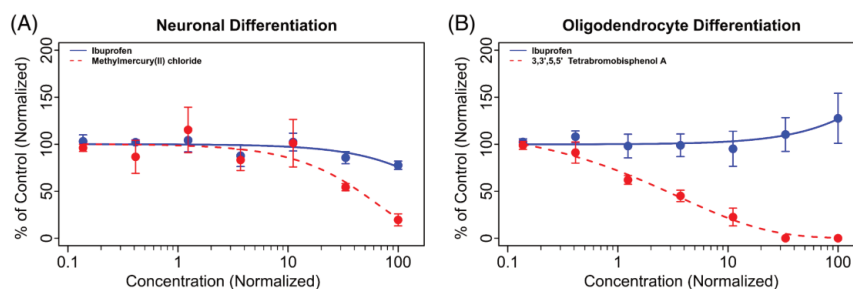 (A)
Neuronal Differentiation
Ibuprofen
Methylmercury(II) chloride
% of Control (Normalized)
0
50
100
150
200
0.1
1
10
100
Concentration (Normalized)
(B)
Oligodendrocyte Differentiation
Ibuprofen
3,3',5,5' Tetrabromobisphenol A
% of Control (Normalized)
0
50
100
150
200
0.1
1
10
100
Concentration (Normalized)